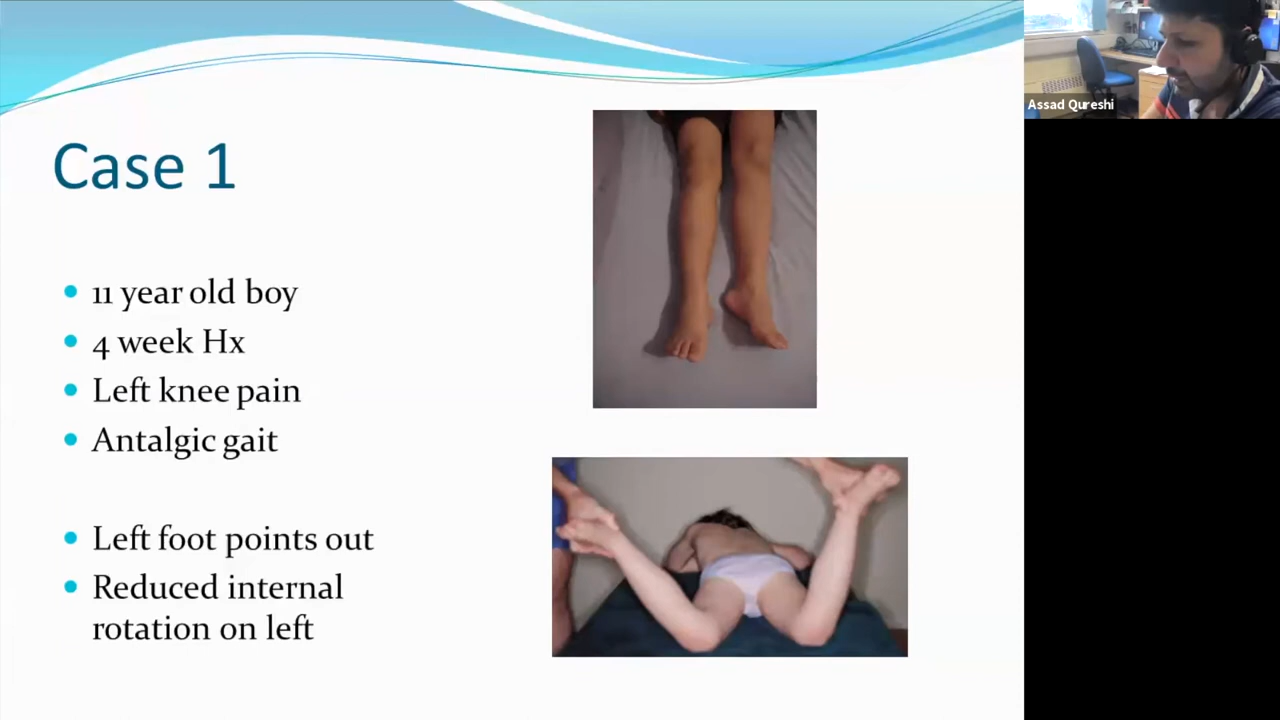 Case 1
11 year old boy
4 week Hx
Left knee pain
Antalgic gait
Left foot points out
Reduced internal
rotation on left
Assad Qureshi